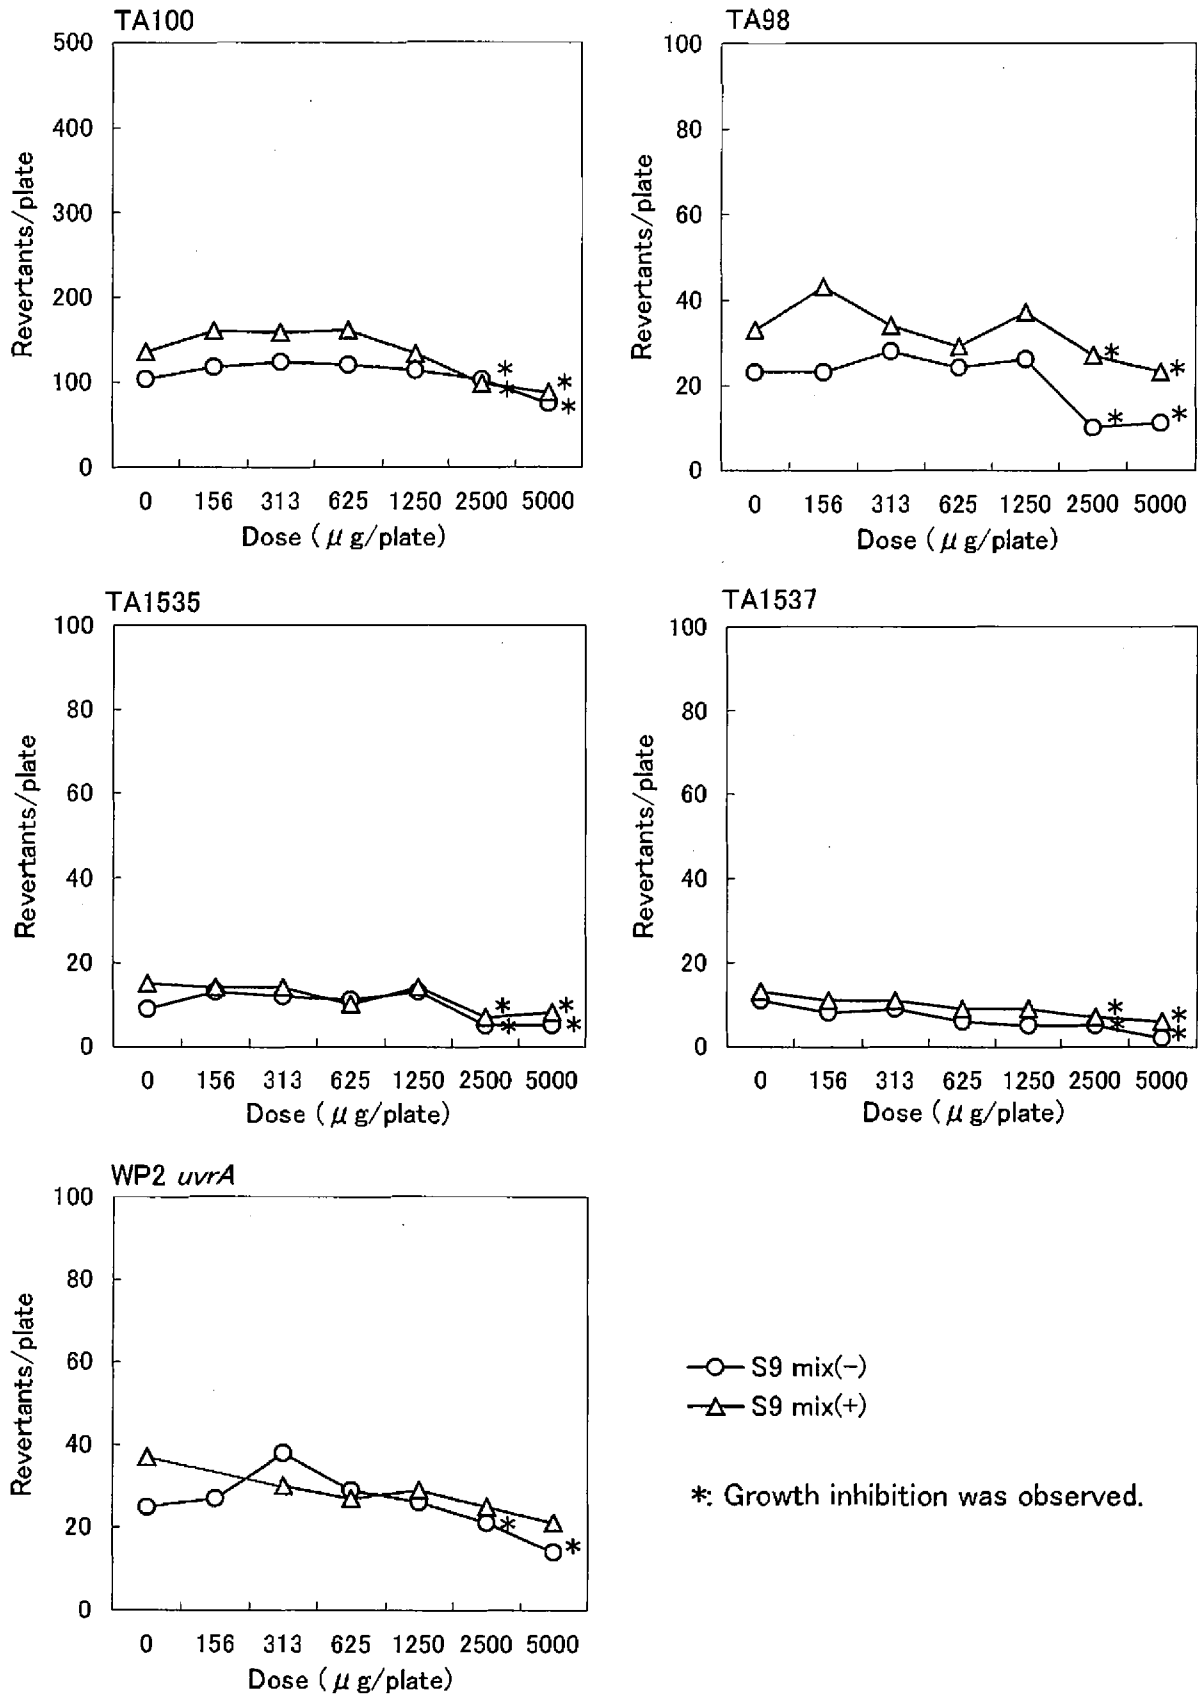 TA100
500
400
300
200
100
0
Revertants/plate
* * * *
0 156 313 625 1250 2500 5000
Dose ( μ g/plate)
TA98
100
80
60
40
20
0
Revertants/plate
* * * *
0 156 313 625 1250 2500 5000
Dose ( μ g/plate)
TA1535
100
80
60
40
20
0
Revertants/plate
* * * *
0 156 313 625 1250 2500 5000
Dose ( μ g/plate)
TA1537
100
80
60
40
20
0
Revertants/plate
* * * *
0 156 313 625 1250 2500 5000
Dose ( μ g/plate)
WP2 uvrA
100
80
60
40
20
0
Revertants/plate
* *
0 156 313 625 1250 2500 5000
Dose ( μ g/plate)
S9 mix(-)
S9 mix(+)
*: Growth inhibition was observed.